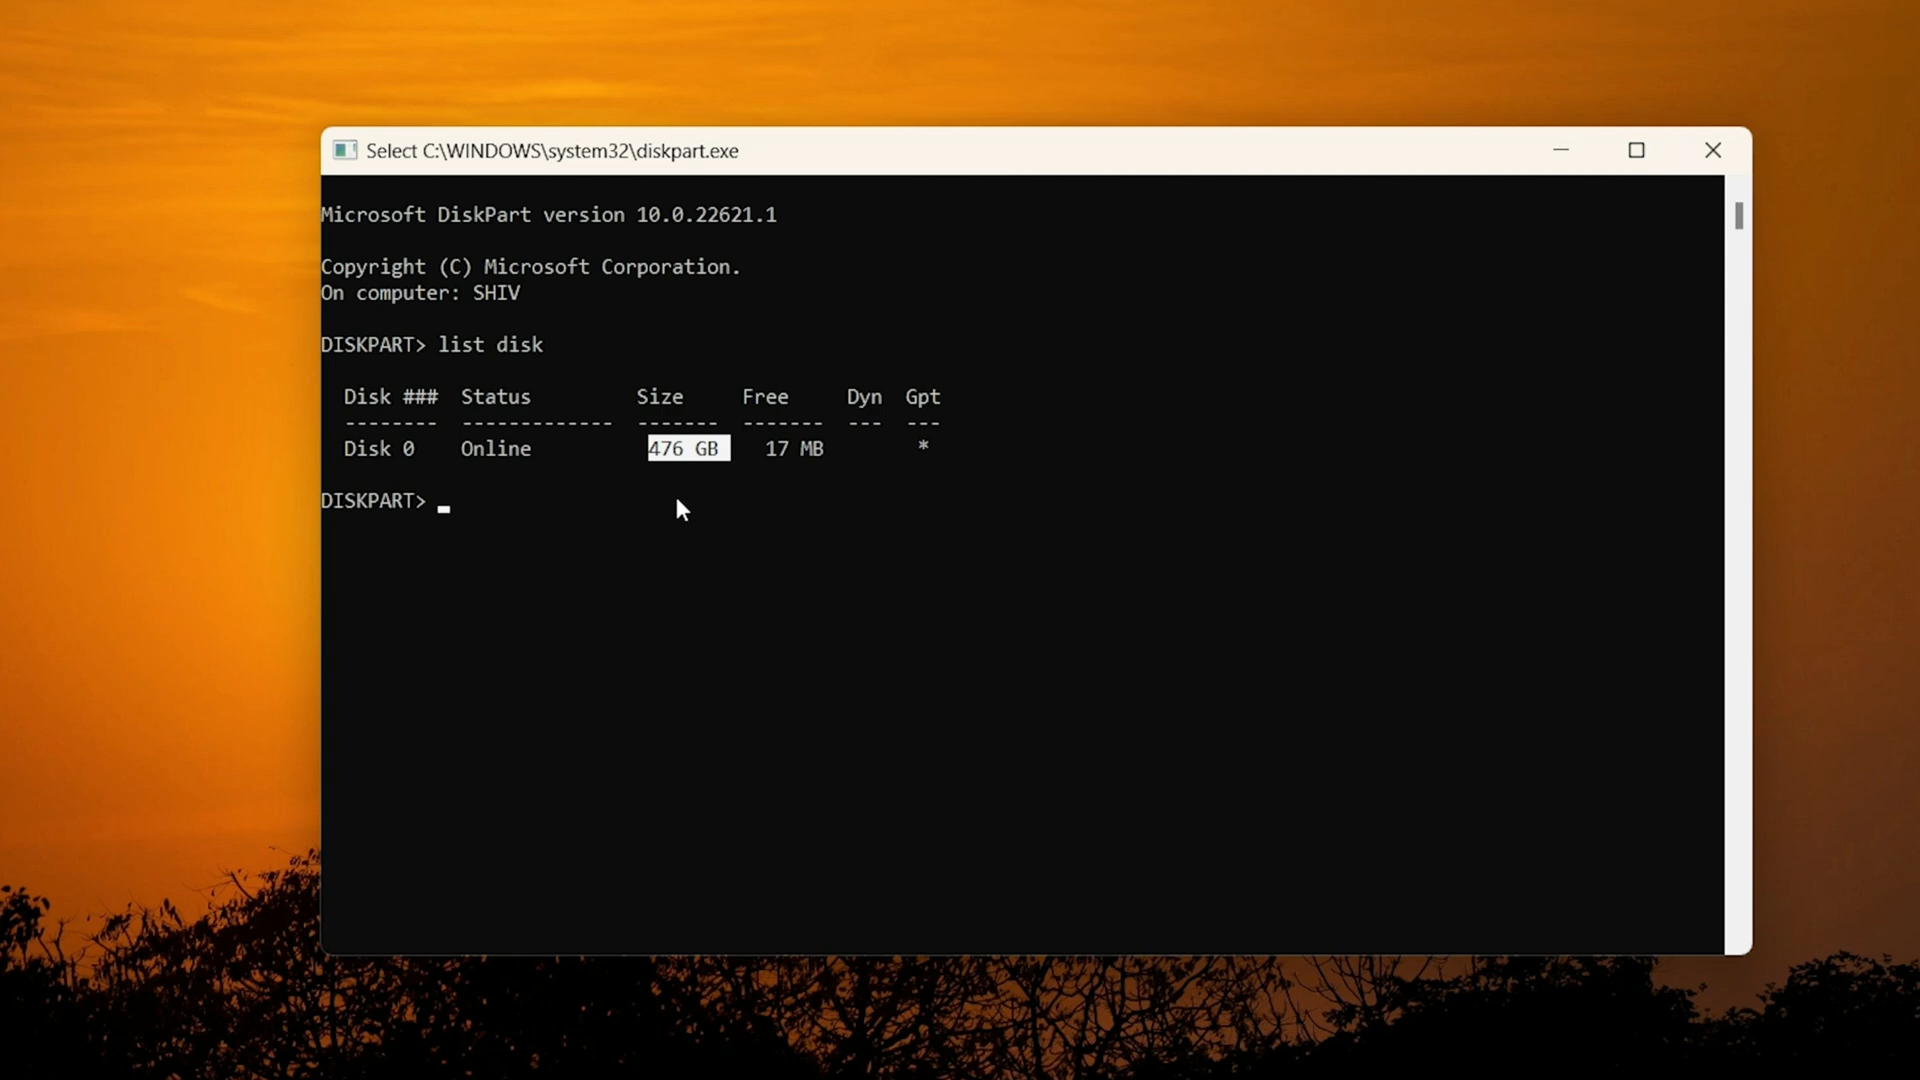 Select C:\WINDOWS\system32\diskpart.exe
Microsoft DiskPart version 10.0.22621.1
Copyright (C) Microsoft Corporation.
On computer: SHIV
DISKPART> list disk
  Disk ###  Status         Size     Free     Dyn  Gpt
  --------  -------------  -------  -------  ---  ---
  Disk 0    Online          476 GB    17 MB        *
DISKPART>